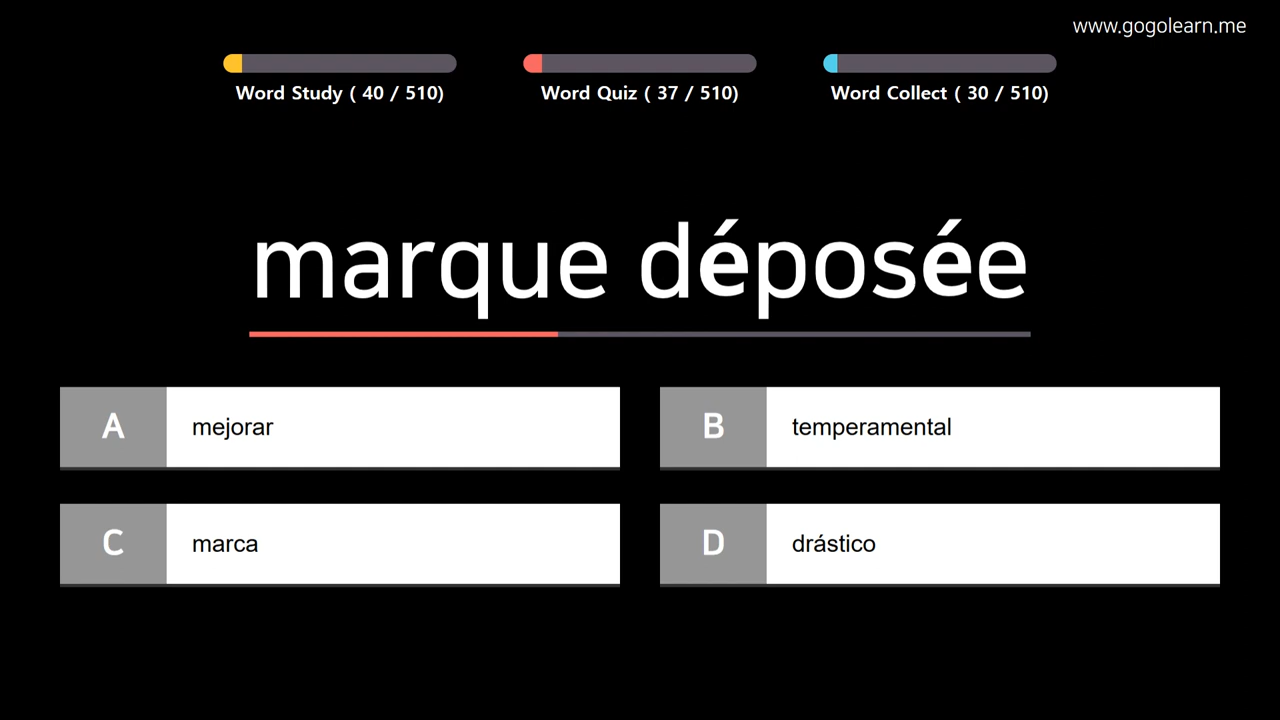 www.gogolearn.me
Word Study ( 40 / 510)
Word Quiz ( 37 / 510)
Word Collect ( 30 / 510)
marque déposée
A mejorar
B temperamental
C marca
D drástico